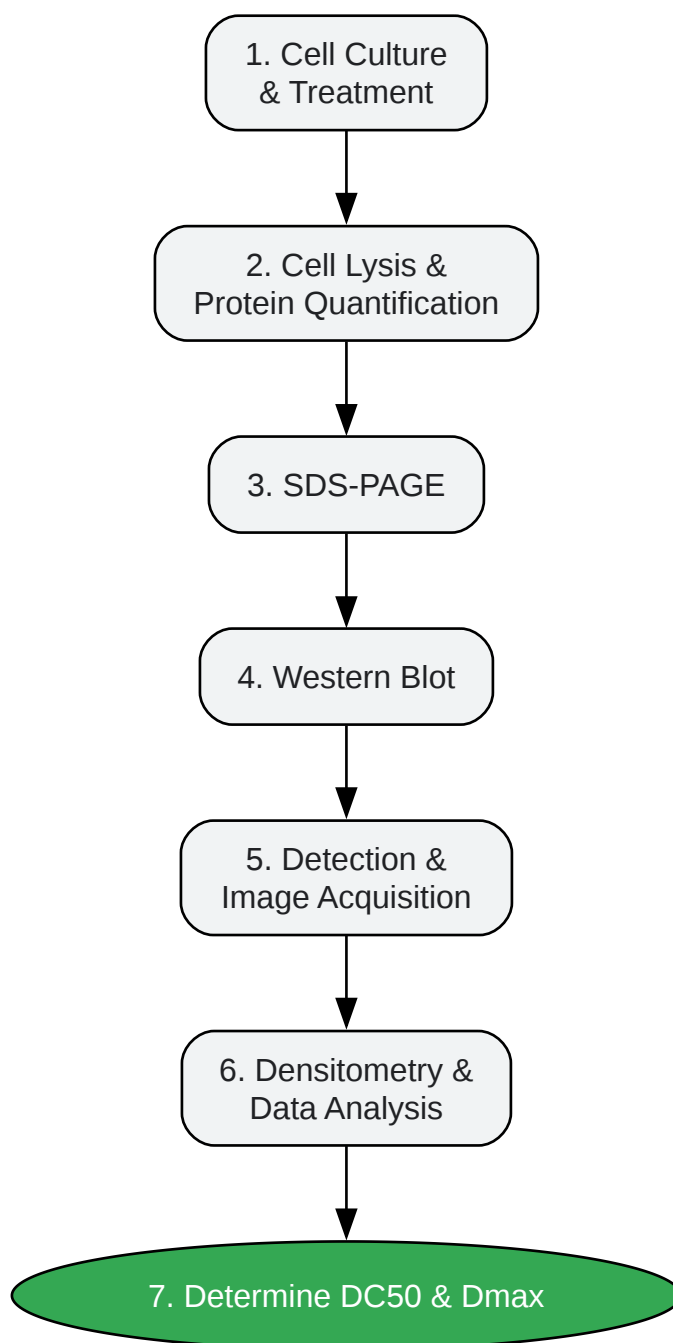 1. Cell Culture
& Treatment
2. Cell Lysis &
Protein Quantification
3. SDS-PAGE
4. Western Blot
5. Detection &
Image Acquisition
6. Densitometry &
Data Analysis
7. Determine DC50 & Dmax